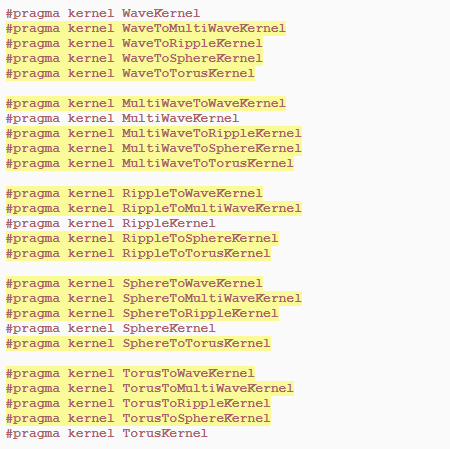 #pragma kernel WaveKernel
#pragma kernel WaveToMultiWaveKernel
#pragma kernel WaveToRippleKernel
#pragma kernel WaveToSphereKernel
#pragma kernel WaveToTorusKernel
#pragma kernel MultiWaveToWaveKernel
#pragma kernel MultiWaveKernel
#pragma kernel MultiWaveToRippleKernel
#pragma kernel MultiWaveToSphereKernel
#pragma kernel MultiWaveToTorusKernel
#pragma kernel RippleToWaveKernel
#pragma kernel RippleToMultiWaveKernel
#pragma kernel RippleKernel
#pragma kernel RippleToSphereKernel
#pragma kernel RippleToTorusKernel
#pragma kernel SphereToWaveKernel
#pragma kernel SphereToMultiWaveKernel
#pragma kernel SphereToRippleKernel
#pragma kernel SphereKernel
#pragma kernel SphereToTorusKernel
#pragma kernel TorusToWaveKernel
#pragma kernel TorusToMultiWaveKernel
#pragma kernel TorusToRippleKernel
#pragma kernel TorusToSphereKernel
#pragma kernel TorusKernel